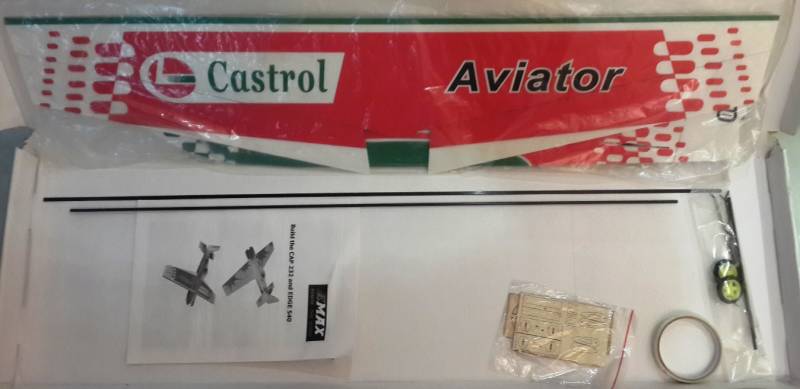 Castrol
Aviator
Build the CAP 232 and EDGE 540
EMAX